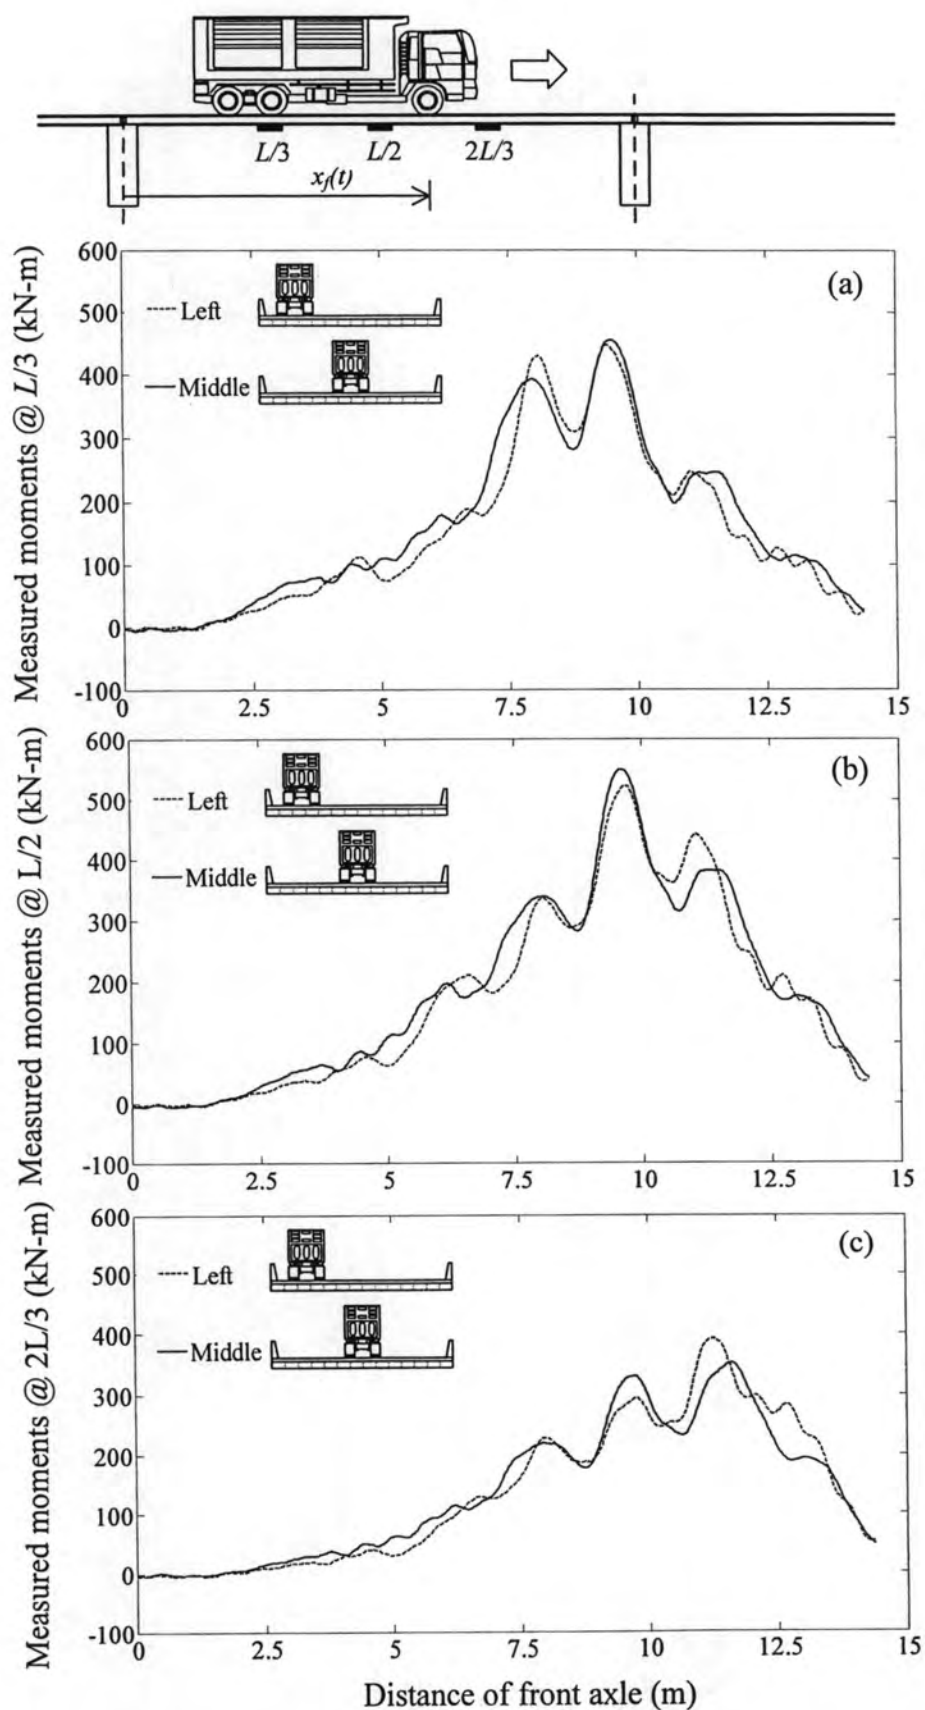 L/3 L/2 2L/3
x_f(t)
Measured moments @ L/3 (kN-m)
600
500
400
300
200
100
0
-100
(a)
Left
Middle
0 2.5 5 7.5 10 12.5 15
Measured moments @ L/2 (kN-m)
600
500
400
300
200
100
0
-100
(b)
Left
Middle
0 2.5 5 7.5 10 12.5 15
Measured moments @ 2L/3 (kN-m)
600
500
400
300
200
100
0
-100
(c)
Left
Middle
0 2.5 5 7.5 10 12.5 15
Distance of front axle (m)